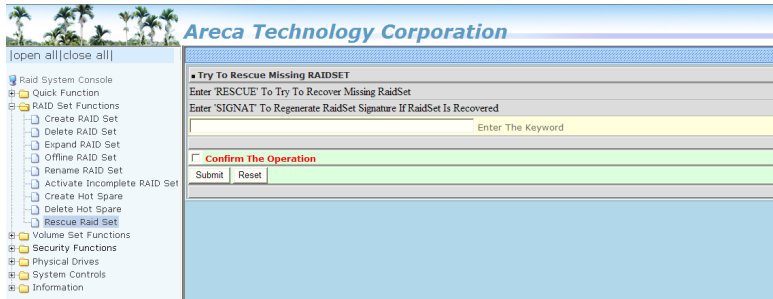 Areca Technology Corporation
|open all|close all|
Raid System Console
Quick Function
RAID Set Functions
Create RAID Set
Delete RAID Set
Expand RAID Set
Offline RAID Set
Rename RAID Set
Activate Incomplete RAID Set
Create Hot Spare
Delete Hot Spare
Rescue Raid Set
Volume Set Functions
Security Functions
Physical Drives
System Controls
Information
Try To Rescue Missing RAIDSET
Enter 'RESCUE' To Try To Recover Missing RaidSet
Enter 'SIGNAT' To Regenerate RaidSet Signature If RaidSet Is Recovered
Enter The Keyword
Confirm The Operation
Submit Reset